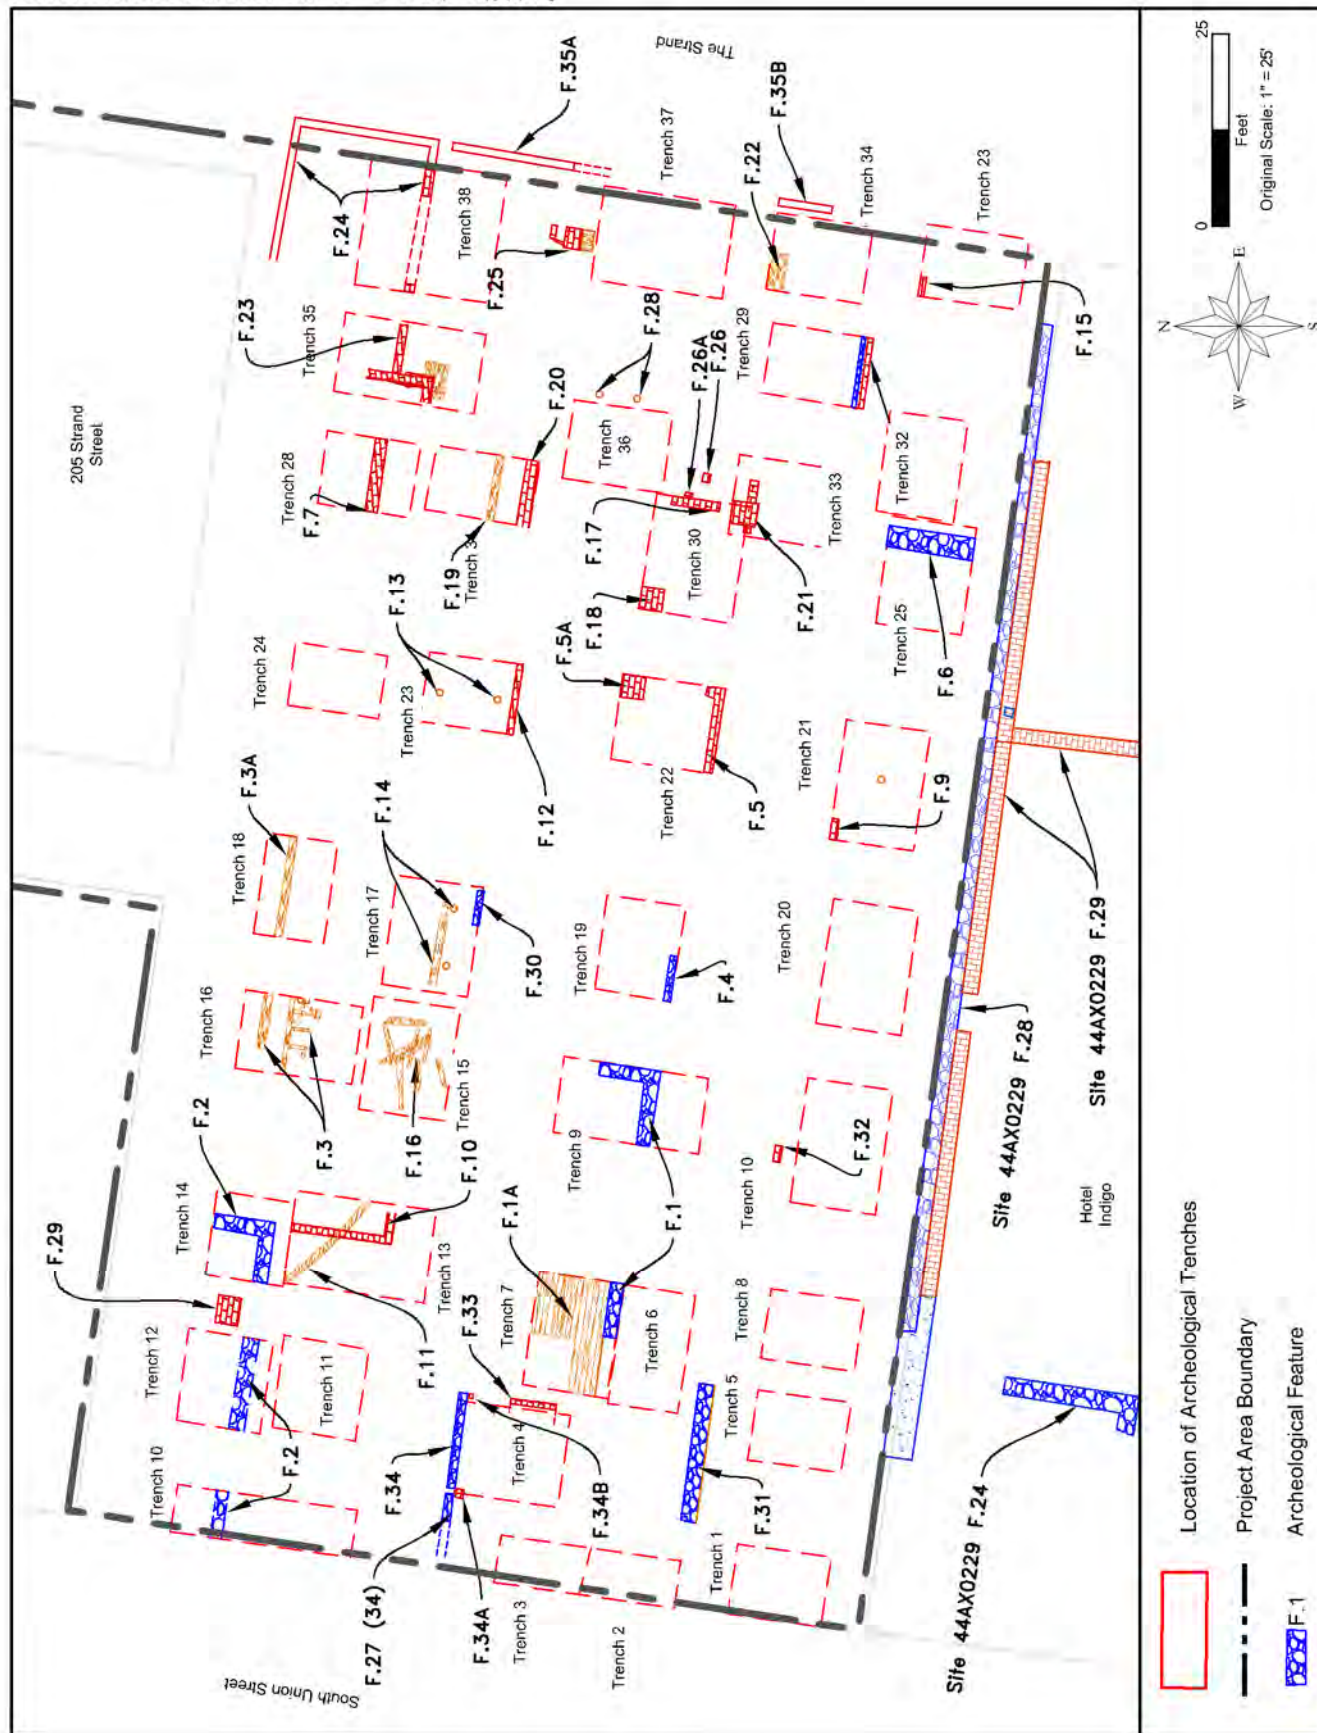 The Strand
F.35A
Trench 37
F.35B
Trench 34
Trench 23
F.22
F.24
Trench 38
F.25
F.15
F.23
Trench 35
F.28
Trench 29
F.26A
F.26
205 Strand
Street
F.20
Trench
36
Trench 32
Trench 28
F.7
F.19
F.17
Trench 33
Trench 30
F.21
F.18
Trench 25
F.6
F.13
Trench 24
Trench 23
F.5A
F.12
Trench 22
F.5
Trench 21
F.9
F.3A
Trench 18
F.14
Trench 17
F.30
Trench 19
F.4
Trench 20
Site 44AX0229 F.29
Site 44AX0229 F.28
Trench 16
F.3
Trench 15
F.16
F.2
Trench 14
F.10
Trench 9
F.1
Trench 10
F.32
Hotel
Indigo
F.29
Trench 13
F.11
F.1A
Trench 7
Trench 6
Trench 8
F.33
Trench 12
Trench 11
F.2
Trench 10
F.34
Trench 4
F.34B
Trench 5
F.31
F.27 (34)
F.34A
Trench 3
Trench 2
Trench 1
Site 44AX0229 F.24
South Union Street
Location of Archeological Trenches
Project Area Boundary
F.1 Archeological Feature
N
E
S
W
0 25
Feet
Original Scale: 1" = 25'